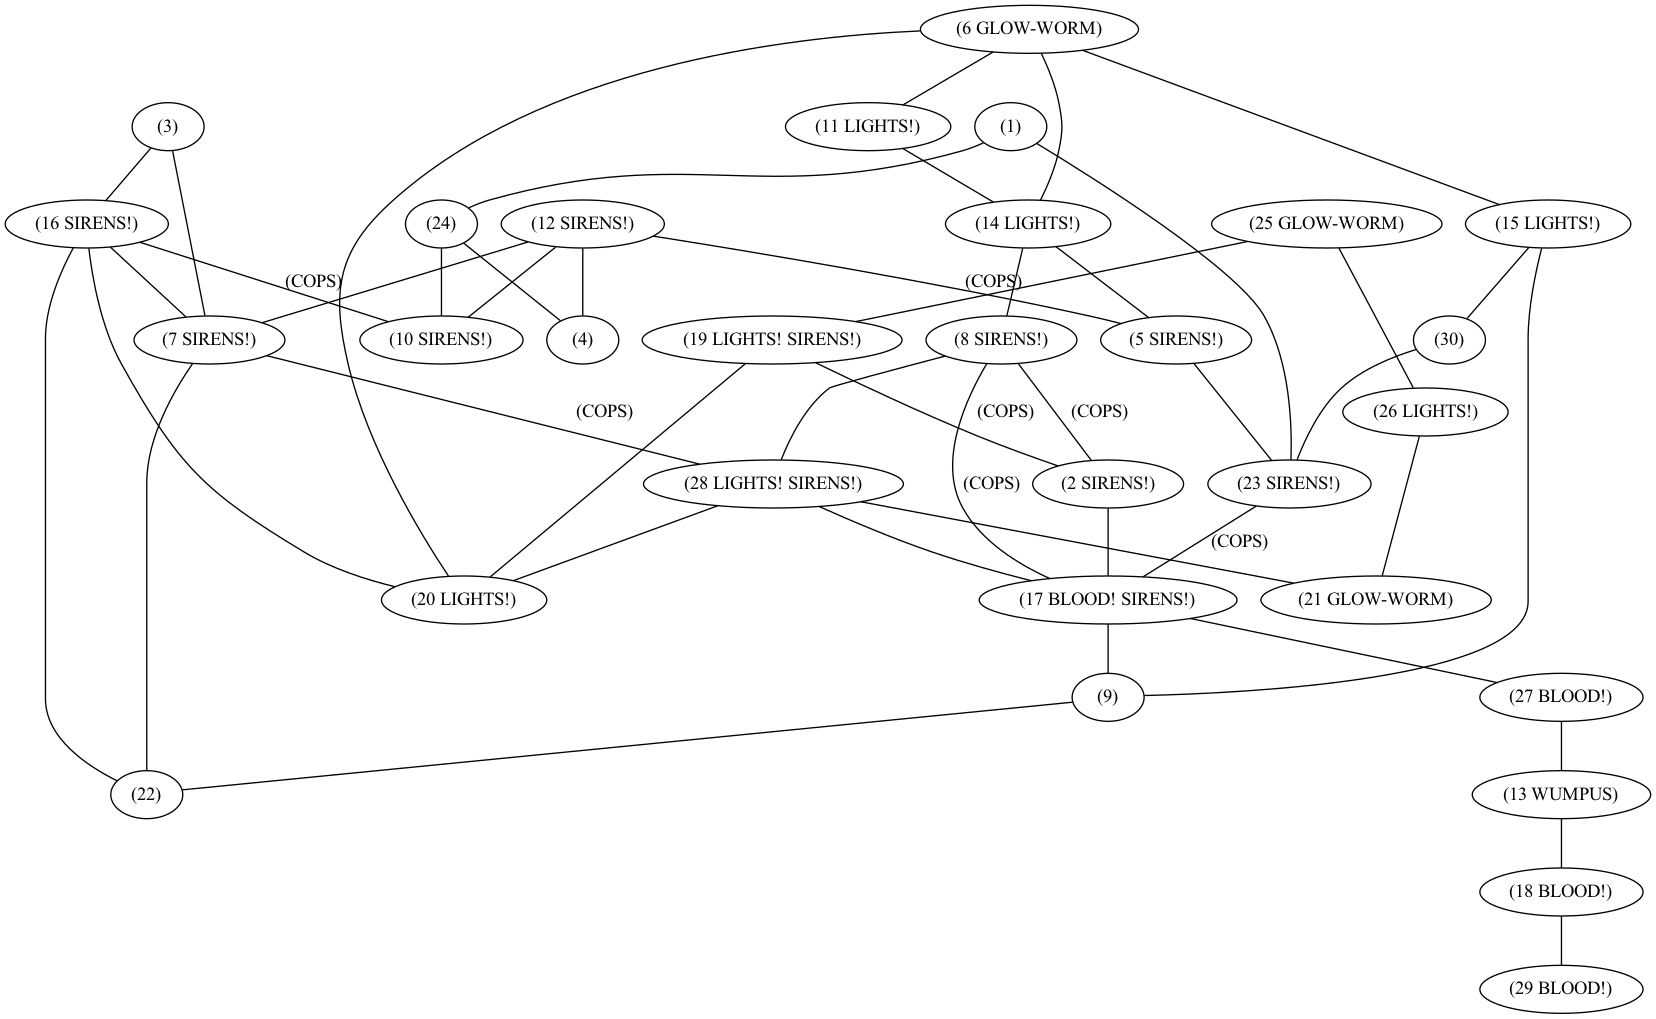 (6 GLOW-WORM)
(3)
(11 LIGHTS!)
(1)
(16 SIRENS!)
(24)
(12 SIRENS!)
(14 LIGHTS!)
(25 GLOW-WORM)
(15 LIGHTS!)
(COPS)
(COPS)
(7 SIRENS!)
(10 SIRENS!)
(4)
(19 LIGHTS! SIRENS!)
(8 SIRENS!)
(5 SIRENS!)
(30)
(COPS)
(COPS)
(COPS)
(26 LIGHTS!)
(28 LIGHTS! SIRENS!)
(COPS)
(2 SIRENS!)
(23 SIRENS!)
(COPS)
(20 LIGHTS!)
(17 BLOOD! SIRENS!)
(21 GLOW-WORM)
(9)
(27 BLOOD!)
(22)
(13 WUMPUS)
(18 BLOOD!)
(29 BLOOD!)